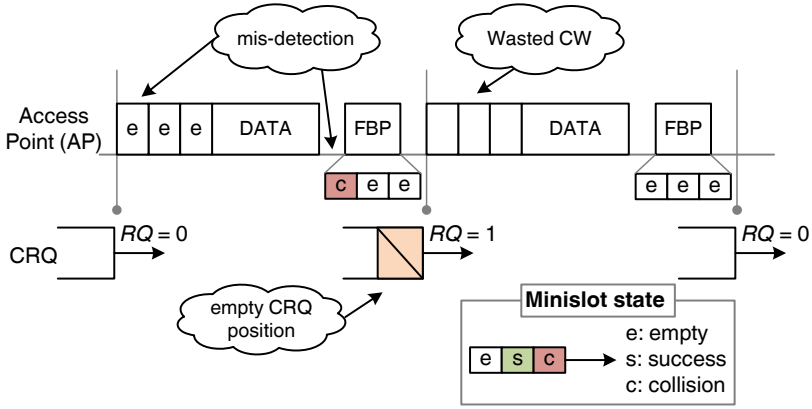 mis-detection
Wasted CW
Access
Point (AP)
e e e DATA
FBP
DATA
FBP
c e e
e e e
CRQ
RQ = 0
RQ = 1
RQ = 0
empty CRQ
position
Minislot state
e s c
e: empty
s: success
c: collision